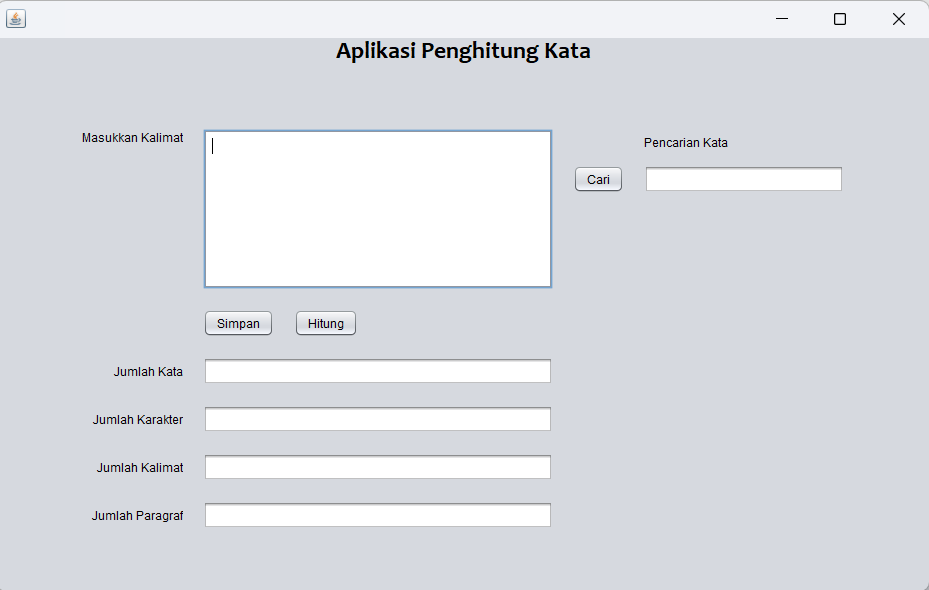 Aplikasi Penghitung Kata
Masukkan Kalimat
Pencarian Kata
Cari
Simpan
Hitung
Jumlah Kata
Jumlah Karakter
Jumlah Kalimat
Jumlah Paragraf